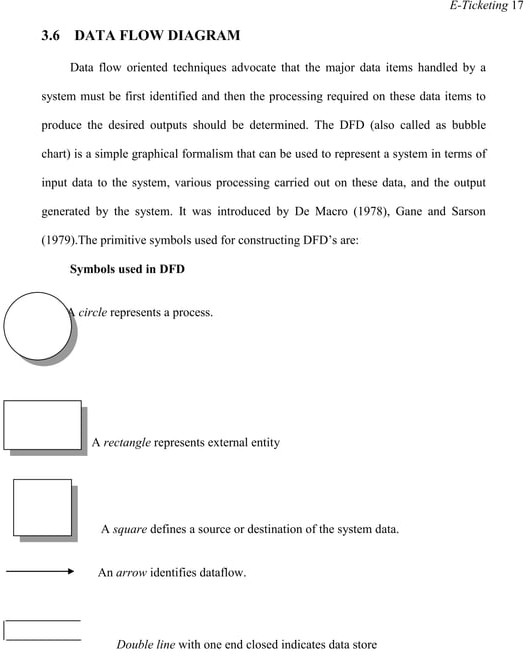 E-Ticketing 17
3.6 DATA FLOW DIAGRAM
Data flow oriented techniques advocate that the major data items handled by a
system must be first identified and then the processing required on these data items to
produce the desired outputs should be determined. The DFD (also called as bubble
chart) is a simple graphical formalism that can be used to represent a system in terms of
input data to the system, various processing carried out on these data, and the output
generated by the system. It was introduced by De Macro (1978), Gane and Sarson
(1979).The primitive symbols used for constructing DFD's are:
Symbols used in DFD
A circle represents a process.
A rectangle represents external entity
A square defines a source or destination of the system data.
An arrow identifies dataflow.
Double line with one end closed indicates data store